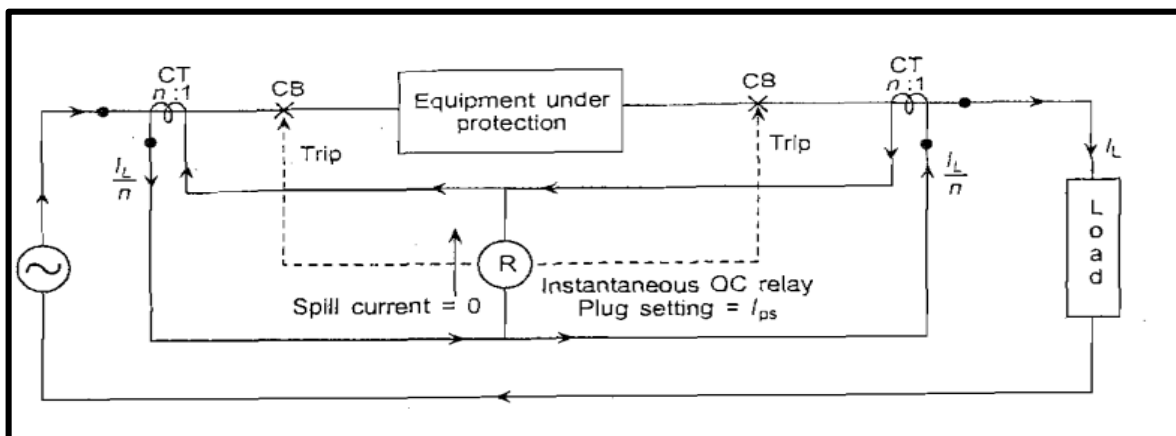 CT
n : 1
CB
Equipment under
protection
CB
CT
n : 1
Trip
Trip
I_L/n
I_L/n
I_L
Load
R
Instantaneous OC relay
Spill current = 0
Plug setting = I_ps